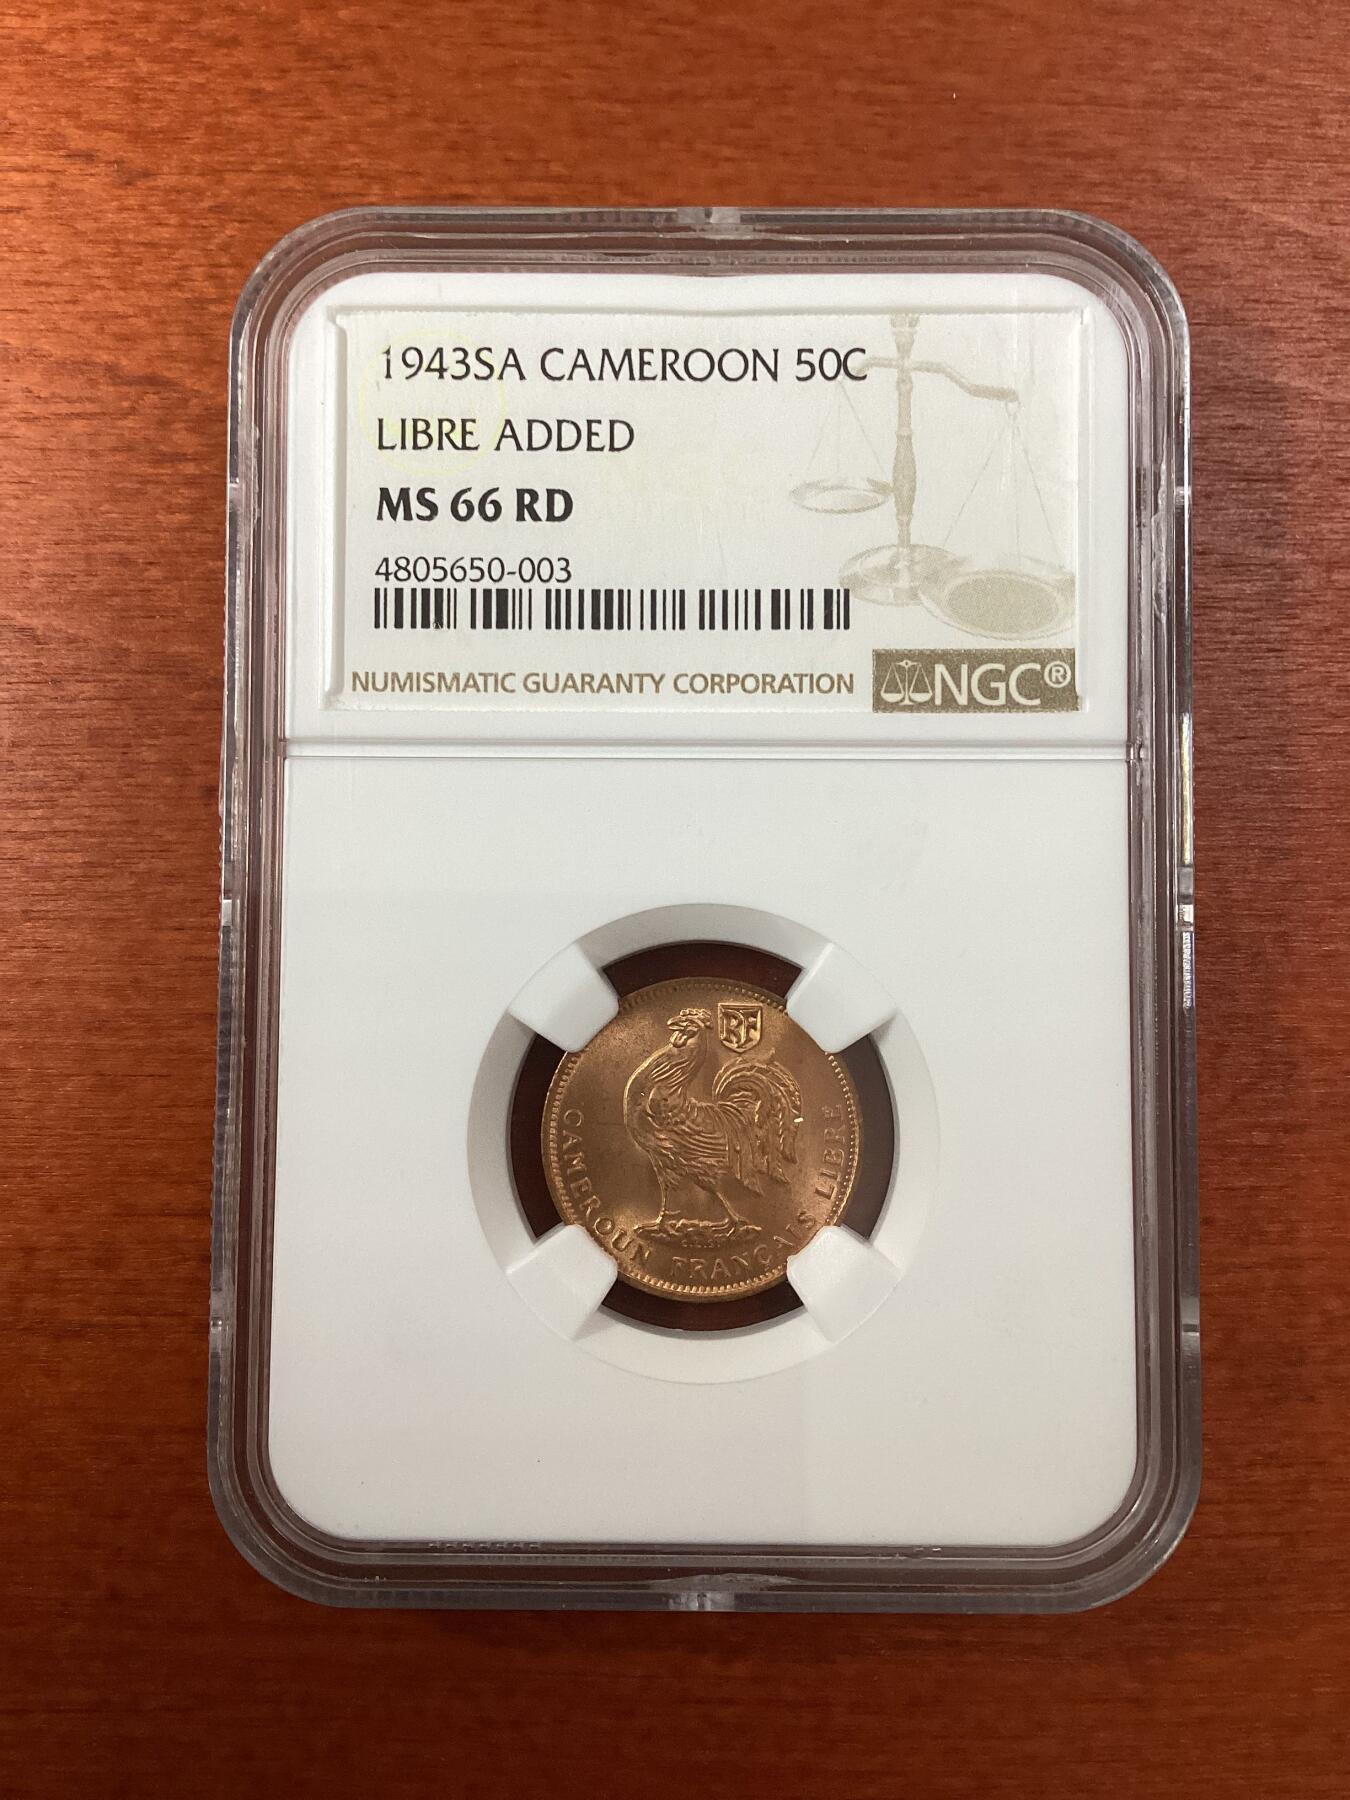 1943SA CAMEROON 50C
LIBRE ADDED
MS 66 RD
4805650-003
NUMISMATIC GUARANTY CORPORATION
NGC®
RF
CAMEROUN FRANÇAIS LIBRE